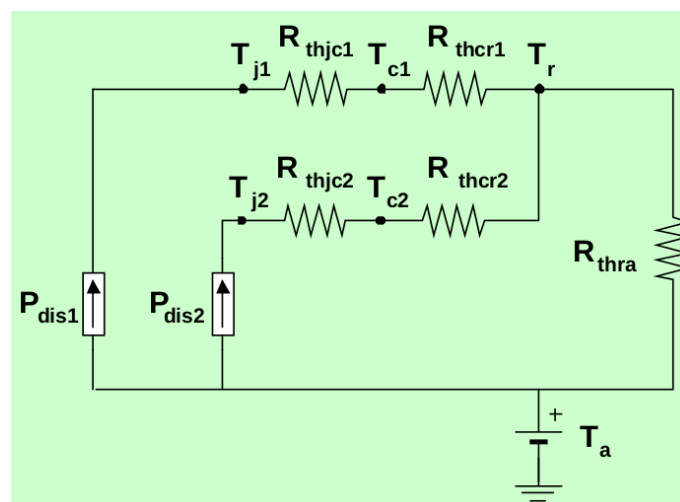 R thjc1
R thcr1
T j1
T c1
T r
R thjc2
R thcr2
T j2
T c2
R thra
P dis1
P dis2
+
T a